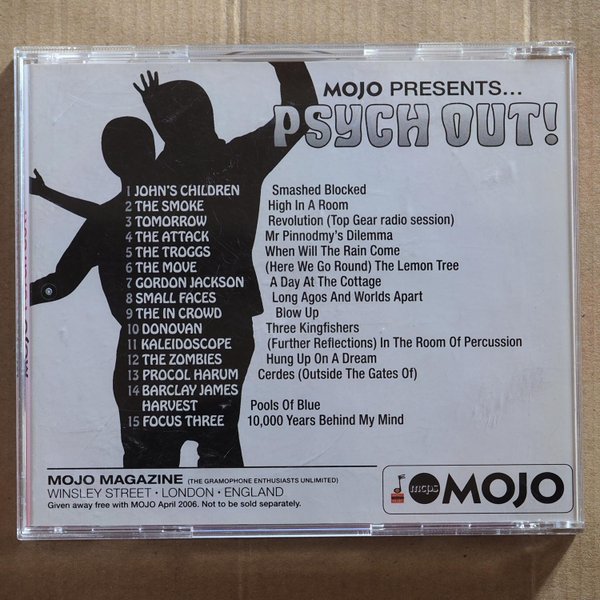 MOJO PRESENTS...
PSYCH OUT!
1 JOHN'S CHILDREN Smashed Blocked
2 THE SMOKE High In A Room
3 TOMORROW Revolution (Top Gear radio session)
4 THE ATTACK Mr Pinnodmy's Dilemma
5 THE TROGGS When Will The Rain Come
6 THE MOVE (Here We Go Round) The Lemon Tree
7 GORDON JACKSON A Day At The Cottage
8 SMALL FACES Long Agos And Worlds Apart
9 THE IN CROWD Blow Up
10 DONOVAN Three Kingfishers
11 KALEIDOSCOPE (Further Reflections) In The Room Of Percussion
12 THE ZOMBIES Hung Up On A Dream
13 PROCOL HARUM Cerdes (Outside The Gates Of)
14 BARCLAY JAMES
HARVEST Pools Of Blue
15 FOCUS THREE 10,000 Years Behind My Mind
MOJO MAGAZINE (THE GRAMOPHONE ENTHUSIASTS UNLIMITED)
WINSLEY STREET · LONDON · ENGLAND
Given away free with MOJO April 2006. Not to be sold separately.
mcps MOJO